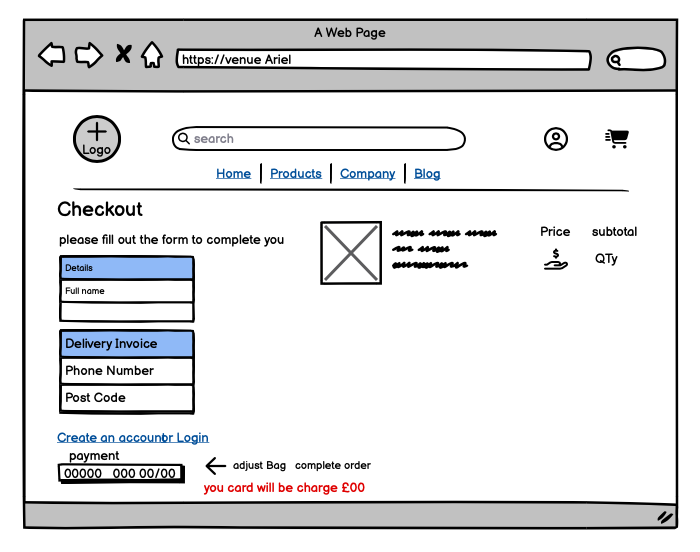 A Web Page
https://venue Ariel
Logo
search
Home Products Company Blog
Checkout
please fill out the form to complete you
Details
Full name
Delivery Invoice
Phone Number
Post Code
Price subtotal
$
QTy
Create an accountor Login
payment
00000 000 00/00
adjust Bag complete order
you card will be charge £00